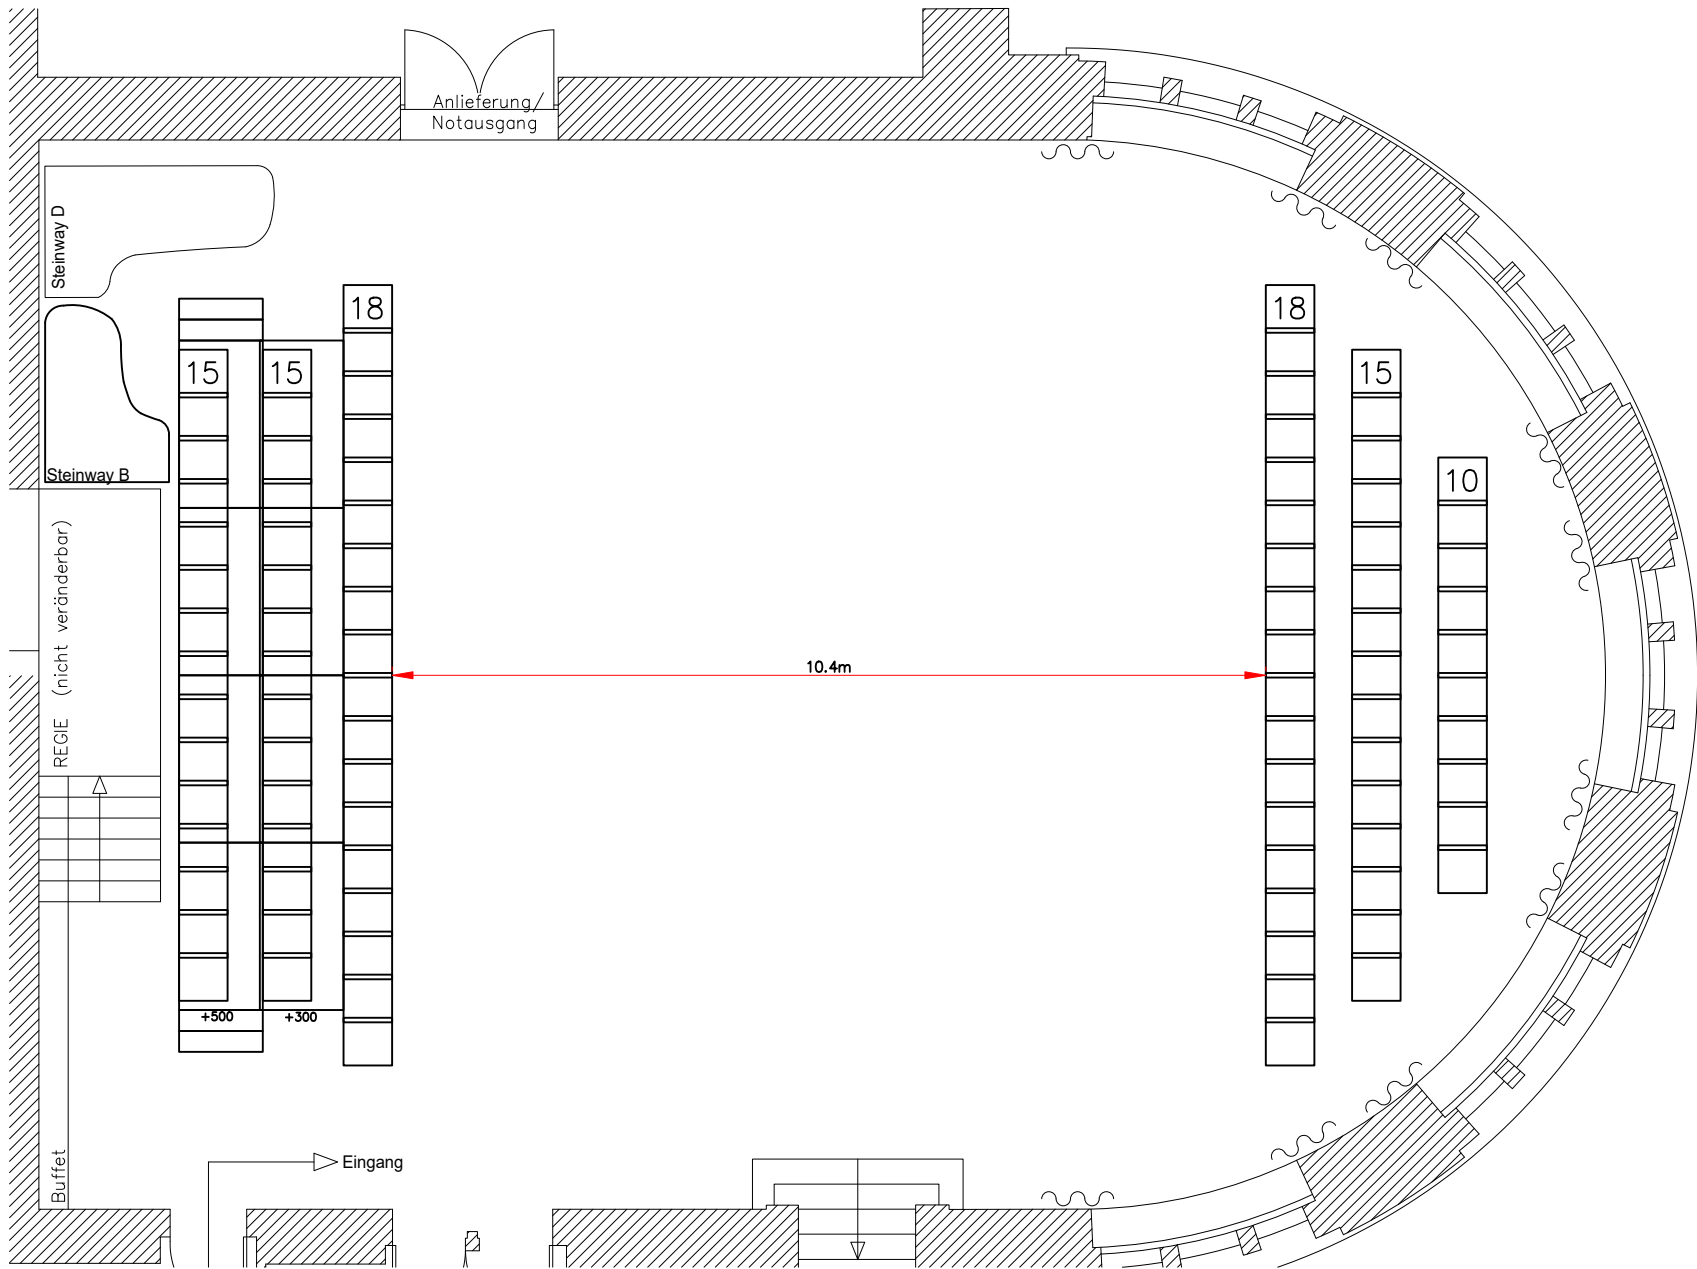 Anlieferung/
Notausgang
Steinway D
18
18
15
15
15
Steinway B
10
REGIE (nicht veränderbar)
10.4m
+500
+300
Buffet
Eingang